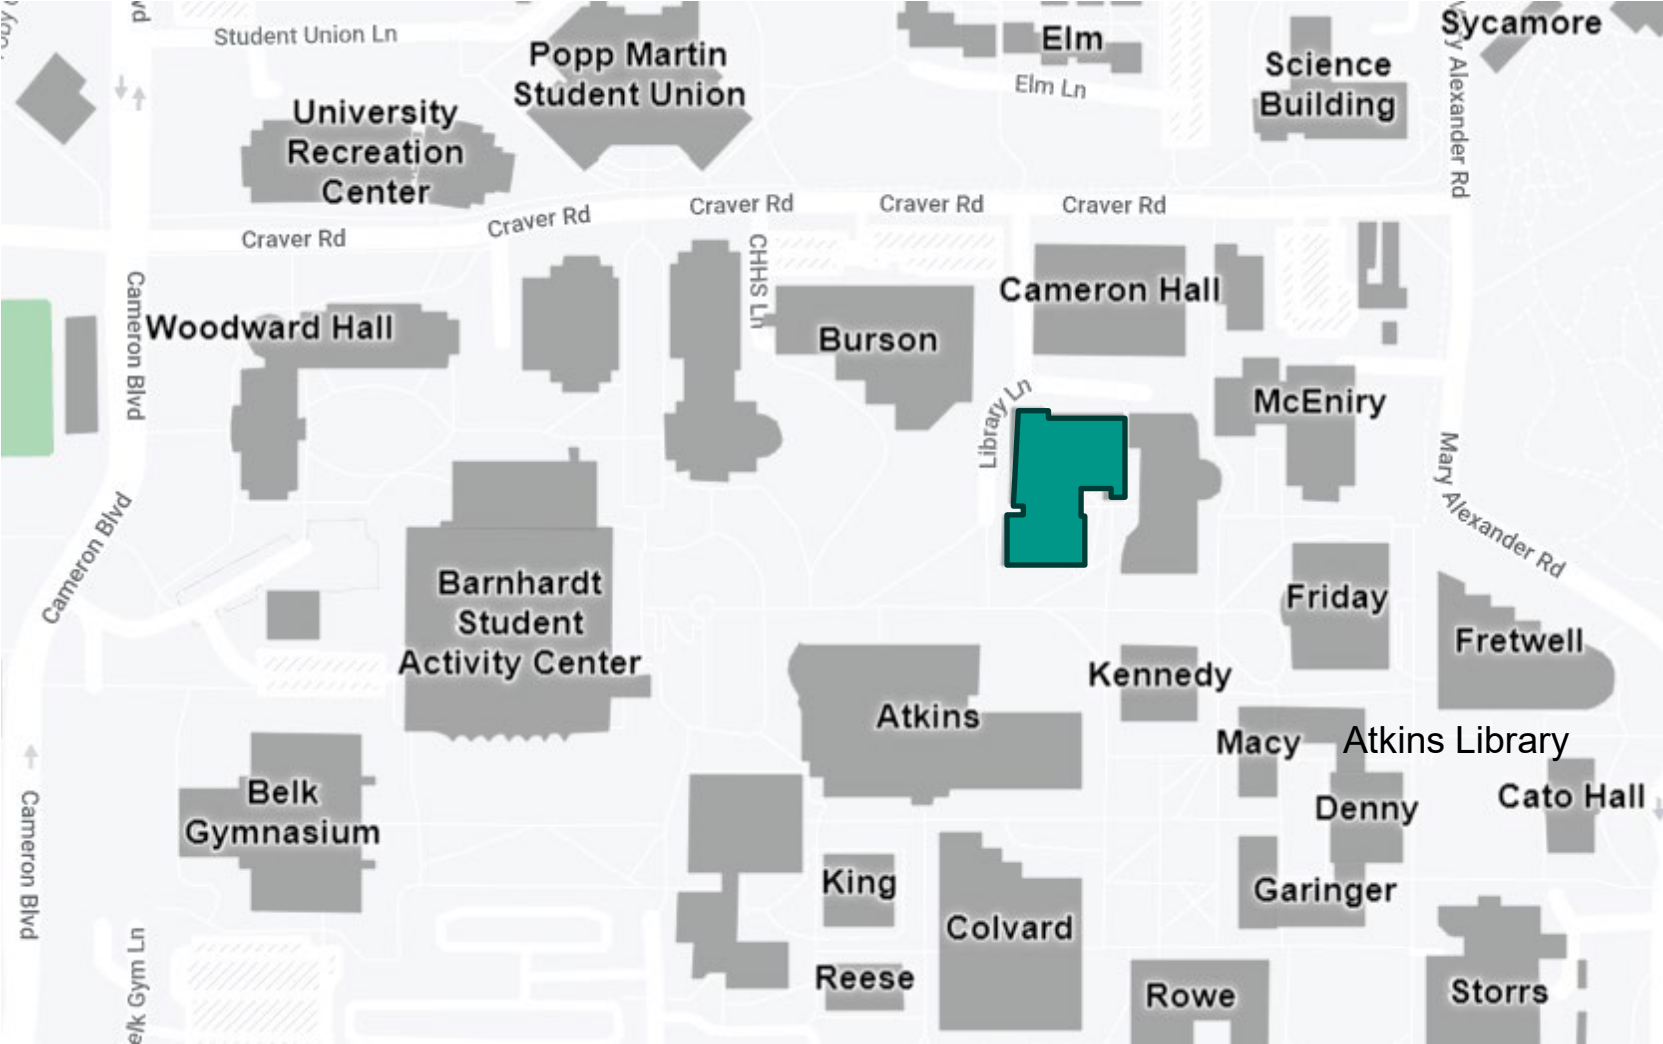 Student Union Ln
Popp Martin
Student Union
Elm
Elm Ln
Science
Building
Sycamore
Mary Alexander Rd
University
Recreation
Center
Craver Rd
Craver Rd
Craver Rd
Craver Rd
Craver Rd
Cameron Blvd
Woodward Hall
CHHS Ln
Burson
Cameron Hall
Library Ln
McEniry
Mary Alexander Rd
Cameron Blvd
Barnhardt
Student
Activity Center
Friday
Fretwell
Kennedy
Atkins
Macy
Atkins Library
Denny
Cato Hall
Belk
Gymnasium
Cameron Blvd
King
Garinger
Colvard
Reese
Rowe
Storrs
Gym Ln